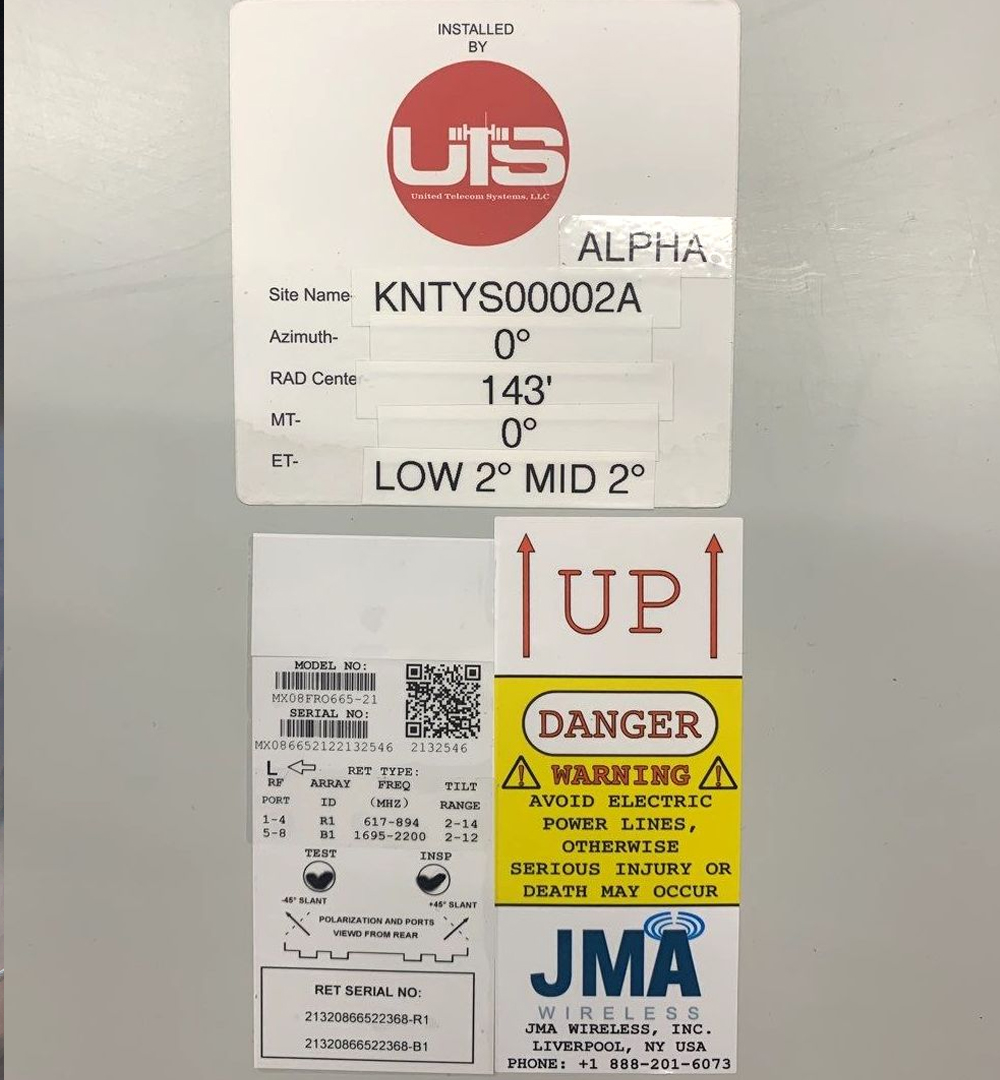 INSTALLED
BY
UTS
United Telecom Systems, LLC
ALPHA
Site Name- KNTYS00002A
Azimuth- 0°
RAD Cente 143'
MT- 0°
ET- LOW 2° MID 2°
UP
MODEL NO:
MX08FRO665-21
SERIAL NO:
MX086652122132546 2132546
L RET TYPE:
RF ARRAY FREQ TILT
PORT ID (MHZ) RANGE
1-4 R1 617-894 2-14
5-8 B1 1695-2200 2-12
TEST INSP
-45° SLANT +45° SLANT
POLARIZATION AND PORTS
VIEWD FROM REAR
RET SERIAL NO:
21320866522368-R1
21320866522368-B1
DANGER
WARNING
AVOID ELECTRIC
POWER LINES,
OTHERWISE
SERIOUS INJURY OR
DEATH MAY OCCUR
JMA
WIRELESS
JMA WIRELESS, INC.
LIVERPOOL, NY USA
PHONE: +1 888-201-6073